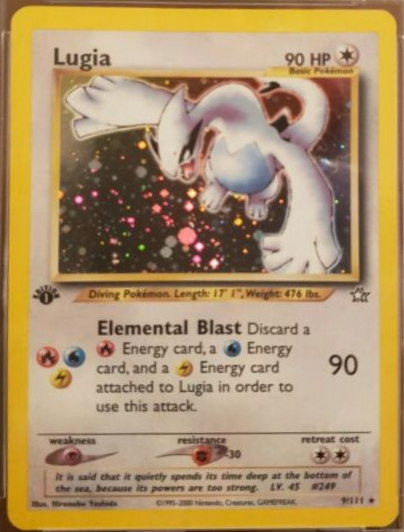 Lugia 90 HP
Basic Pokémon
EDITION 1
Diving Pokémon. Length: 17' 1", Weight: 476 lbs.
Elemental Blast Discard a
Energy card, a Energy
card, and a Energy card 90
attached to Lugia in order to
use this attack.
weakness resistance retreat cost
-30
It is said that it quietly spends its time deep at the bottom of
the sea, because its powers are too strong. LV. 45 #249
Illus. Hironobu Yoshida ©1995-2000 Nintendo, Creatures, GAMEFREAK. 9/111 ★